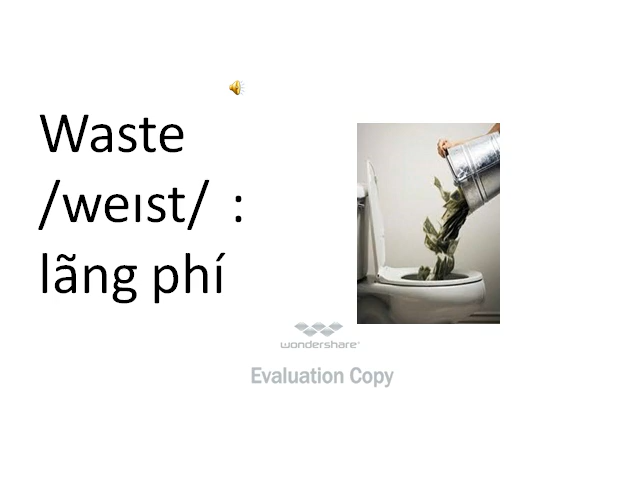 Waste
/weɪst/ :
lãng phí
wondershare
Evaluation Copy